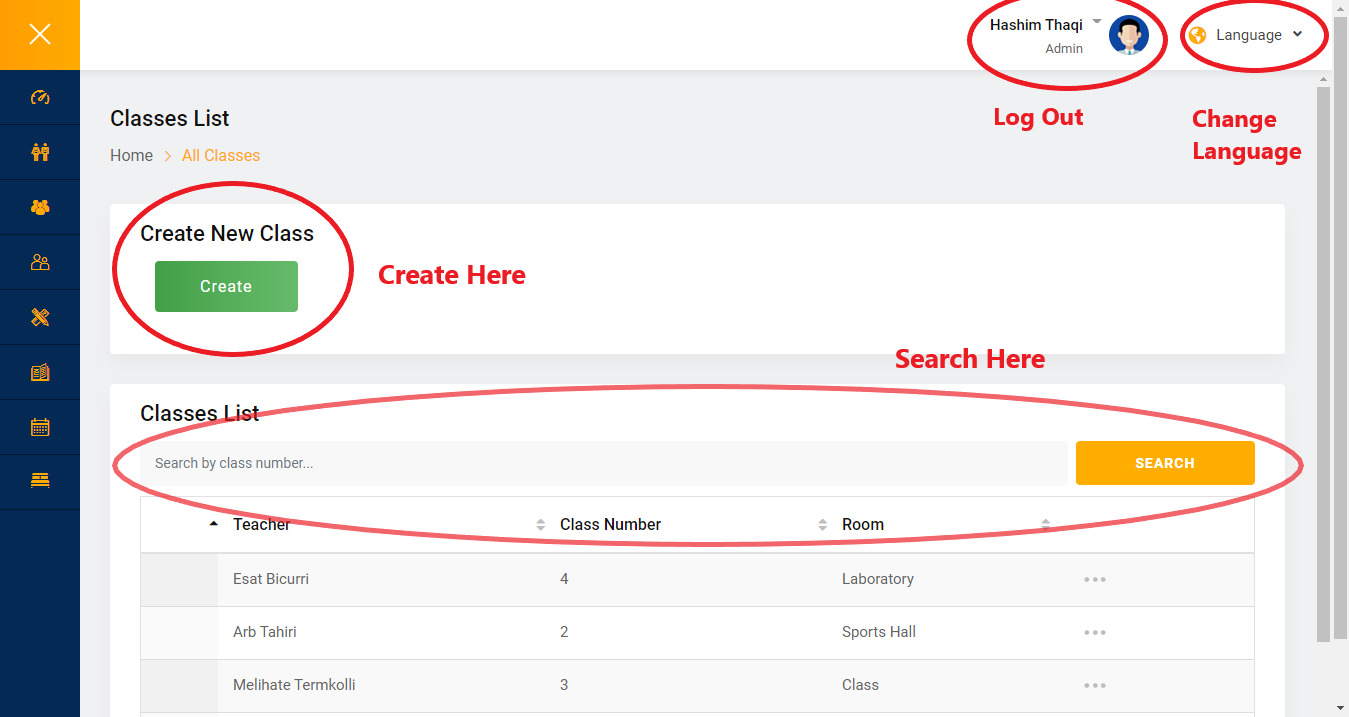 Hashim Thaqi
Admin
Language
Log Out
Change
Language
Classes List
Home > All Classes
Create New Class
Create
Create Here
Search Here
Classes List
Search by class number...
SEARCH
Teacher Class Number Room
Esat Bicurri 4 Laboratory
Arb Tahiri 2 Sports Hall
Melihate Termkolli 3 Class